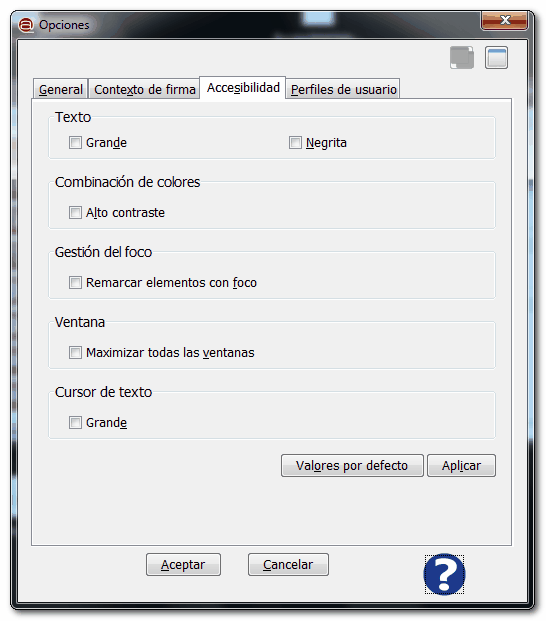 Opciones
General Contexto de firma Accesibilidad Perfiles de usuario
Texto
Grande Negrita
Combinación de colores
Alto contraste
Gestión del foco
Remarcar elementos con foco
Ventana
Maximizar todas las ventanas
Cursor de texto
Grande
Valores por defecto Aplicar
Aceptar Cancelar ?